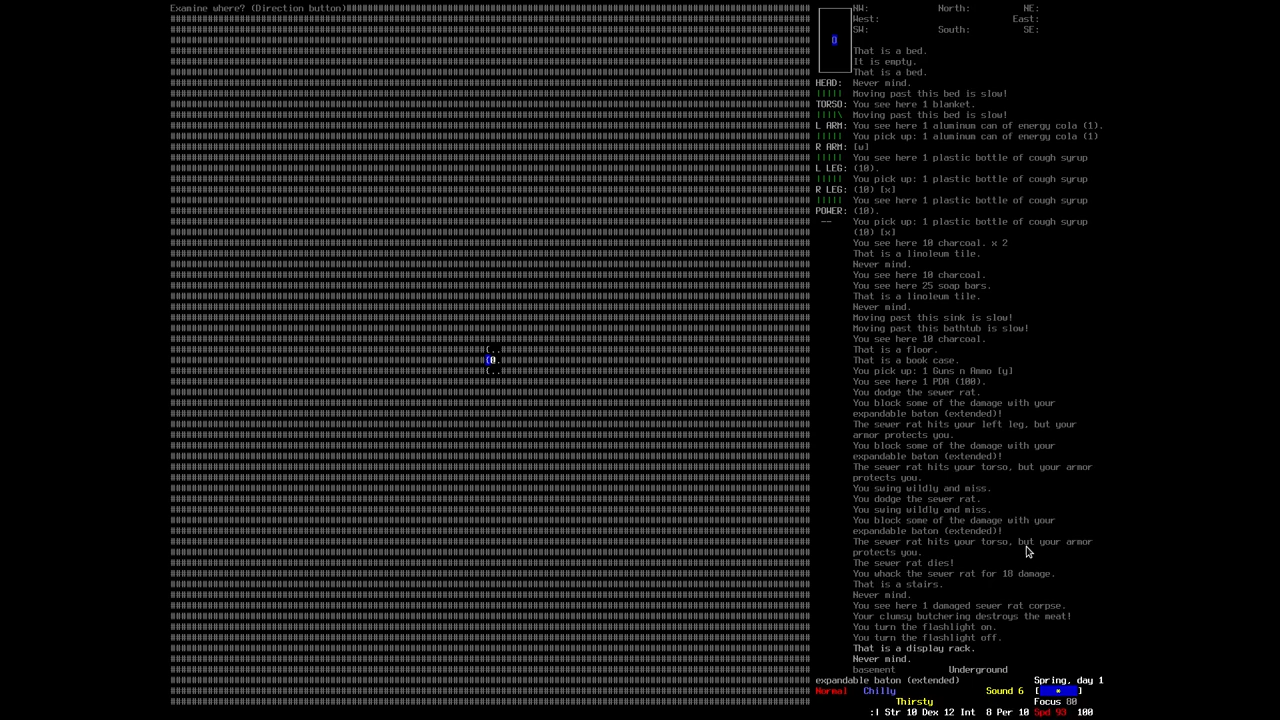 Examine where? (Direction button)
NW: North: NE:
West: East:
SW: South: SE:
That is a bed.
It is empty.
That is a bed.
HEAD: Never mind.
||||| Moving past this bed is slow!
TORSO: You see here 1 blanket.
||||\ Moving past this bed is slow!
L ARM: You see here 1 aluminum can of energy cola (1).
||||| You pick up: 1 aluminum can of energy cola (1)
R ARM: [w]
||||| You see here 1 plastic bottle of cough syrup
L LEG: (10).
||||| You pick up: 1 plastic bottle of cough syrup
R LEG: (10) [x]
||||| You see here 1 plastic bottle of cough syrup
POWER: (10).
-- You pick up: 1 plastic bottle of cough syrup
(10) [x]
You see here 10 charcoal. x 2
That is a linoleum tile.
Never mind.
You see here 10 charcoal.
You see here 25 soap bars.
That is a linoleum tile.
Never mind.
Moving past this sink is slow!
Moving past this bathtub is slow!
You see here 10 charcoal.
That is a floor.
That is a book case.
You pick up: 1 Guns n Ammo [y]
You see here 1 PDA (100).
You dodge the sewer rat.
You block some of the damage with your
expandable baton (extended)!
The sewer rat hits your left leg, but your
armor protects you.
You block some of the damage with your
expandable baton (extended)!
The sewer rat hits your torso, but your armor
protects you.
You swing wildly and miss.
You dodge the sewer rat.
You swing wildly and miss.
You block some of the damage with your
expandable baton (extended)!
The sewer rat hits your torso, but your armor
protects you.
The sewer rat dies!
You whack the sewer rat for 18 damage.
That is a stairs.
Never mind.
You see here 1 damaged sewer rat corpse.
Your clumsy butchering destroys the meat!
You turn the flashlight on.
You turn the flashlight off.
That is a display rack.
Never mind.
basement Underground
expandable baton (extended) Spring, day 1
Normal Chilly Sound 6 [ * ]
Thirsty Focus 80
:| Str 10 Dex 12 Int 8 Per 10 Spd 93 100